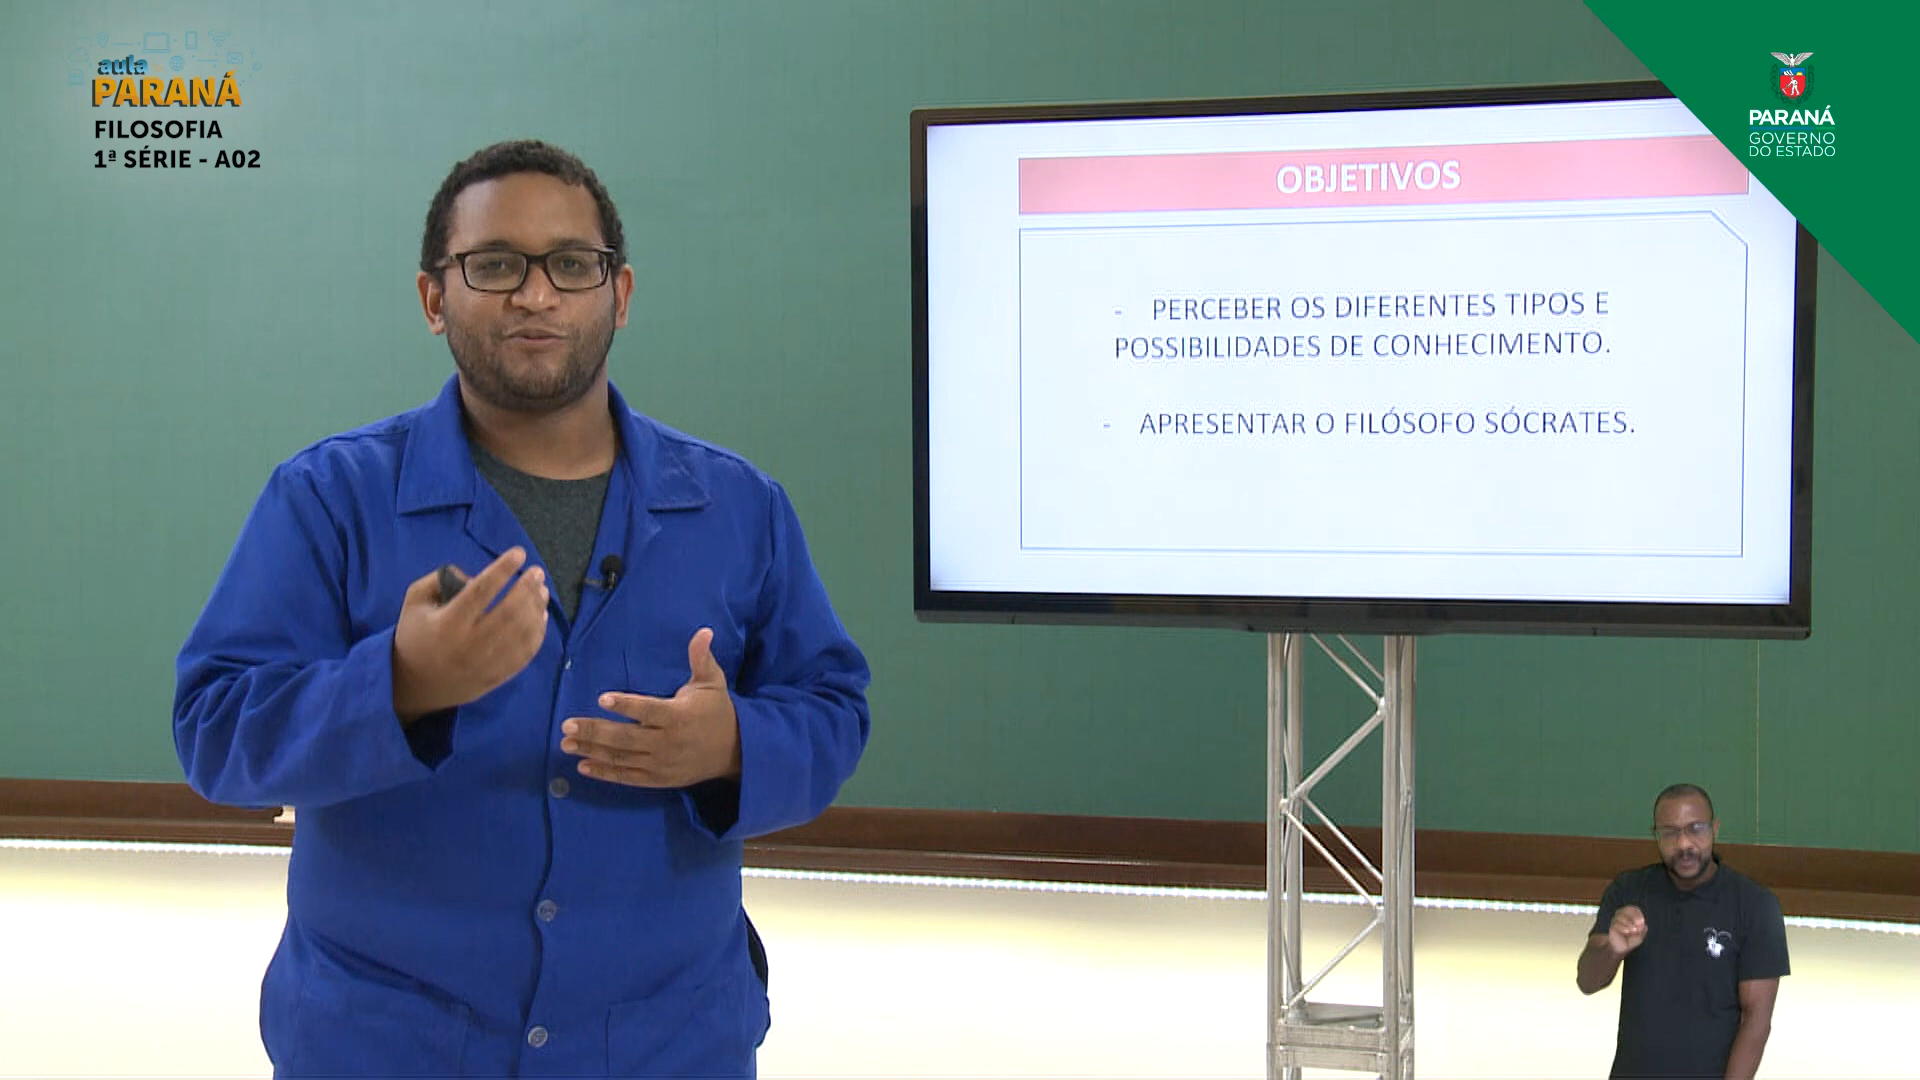 aula
PARANÁ
FILOSOFIA
1ª SÉRIE - A02
PARANÁ
GOVERNO
DO ESTADO
OBJETIVOS
- PERCEBER OS DIFERENTES TIPOS E
POSSIBILIDADES DE CONHECIMENTO.
- APRESENTAR O FILÓSOFO SÓCRATES.